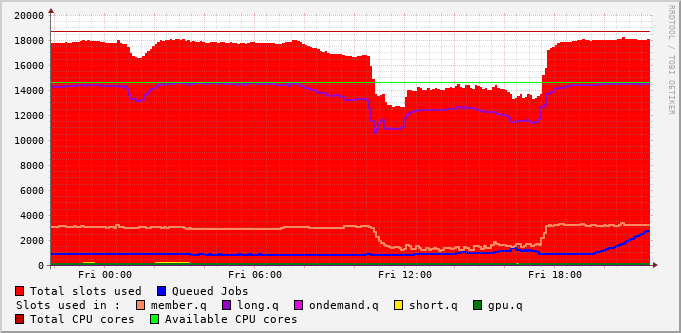 20000
18000
16000
14000
12000
10000
8000
6000
4000
2000
0
Fri 00:00 Fri 06:00 Fri 12:00 Fri 18:00
RRDTOOL / TOBI OETIKER
Total slots used Queued Jobs
Slots used in : member.q long.q ondemand.q short.q gpu.q
Total CPU cores Available CPU cores